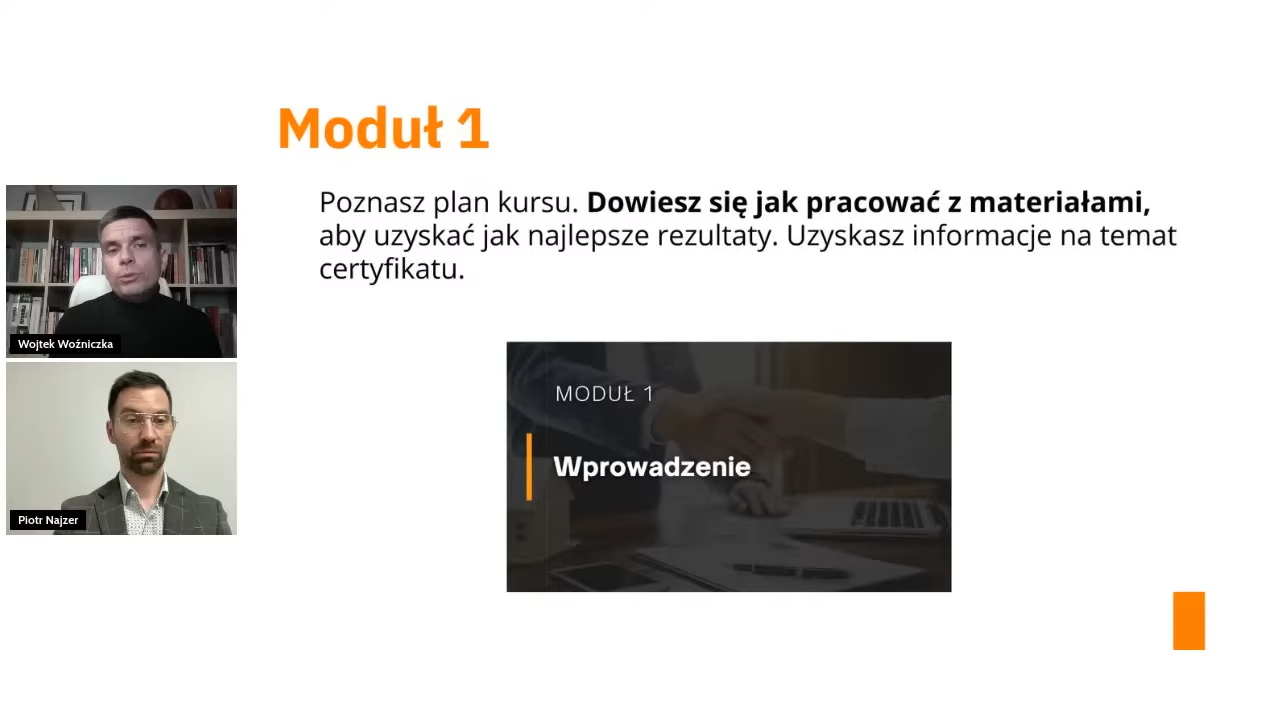 Moduł 1
Poznasz plan kursu. Dowiesz się jak pracować z materiałami,
aby uzyskać jak najlepsze rezultaty. Uzyskasz informacje na temat
certyfikatu.
Wojtek Woźniczka
MODUŁ 1
Wprowadzenie
Piotr Najzer